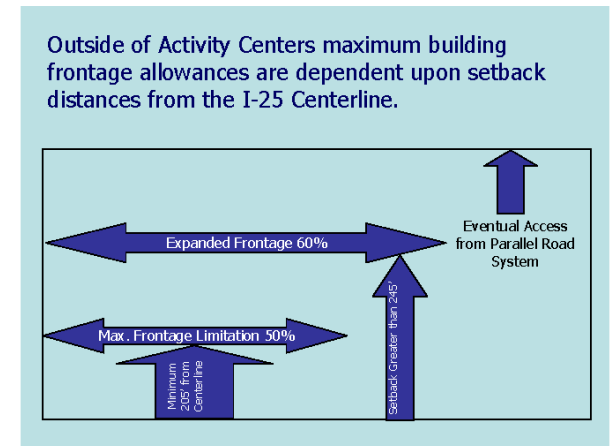 Outside of Activity Centers maximum building
frontage allowances are dependent upon setback
distances from the I-25 Centerline.
Eventual Access
from Parallel Road
System
Expanded Frontage 60%
Setback Greater than 245'
Max. Frontage Limitation 50%
Minimum
205' from
Centerline